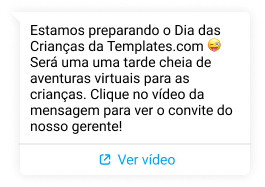 Estamos preparando o Dia das
Crianças da Templates.com 😜
Será uma uma tarde cheia de
aventuras virtuais para as
crianças. Clique no vídeo da
mensagem para ver o convite do
nosso gerente!
Ver vídeo